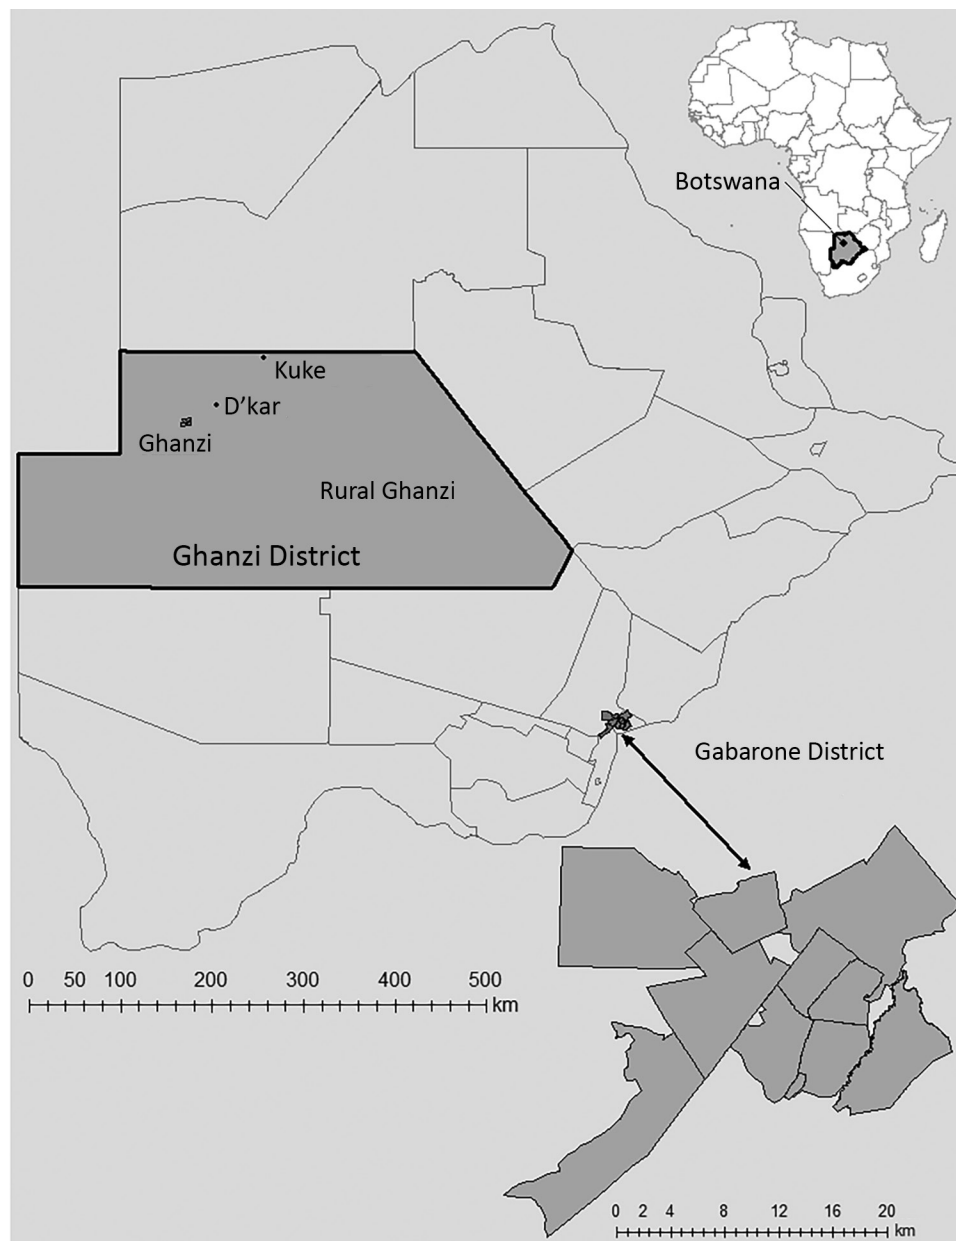 Botswana
Kuke
D’kar
Ghanzi
Rural Ghanzi
Ghanzi District
Gabarone District
0 50 100 200 300 400 500
km
0 2 4 8 12 16 20
km